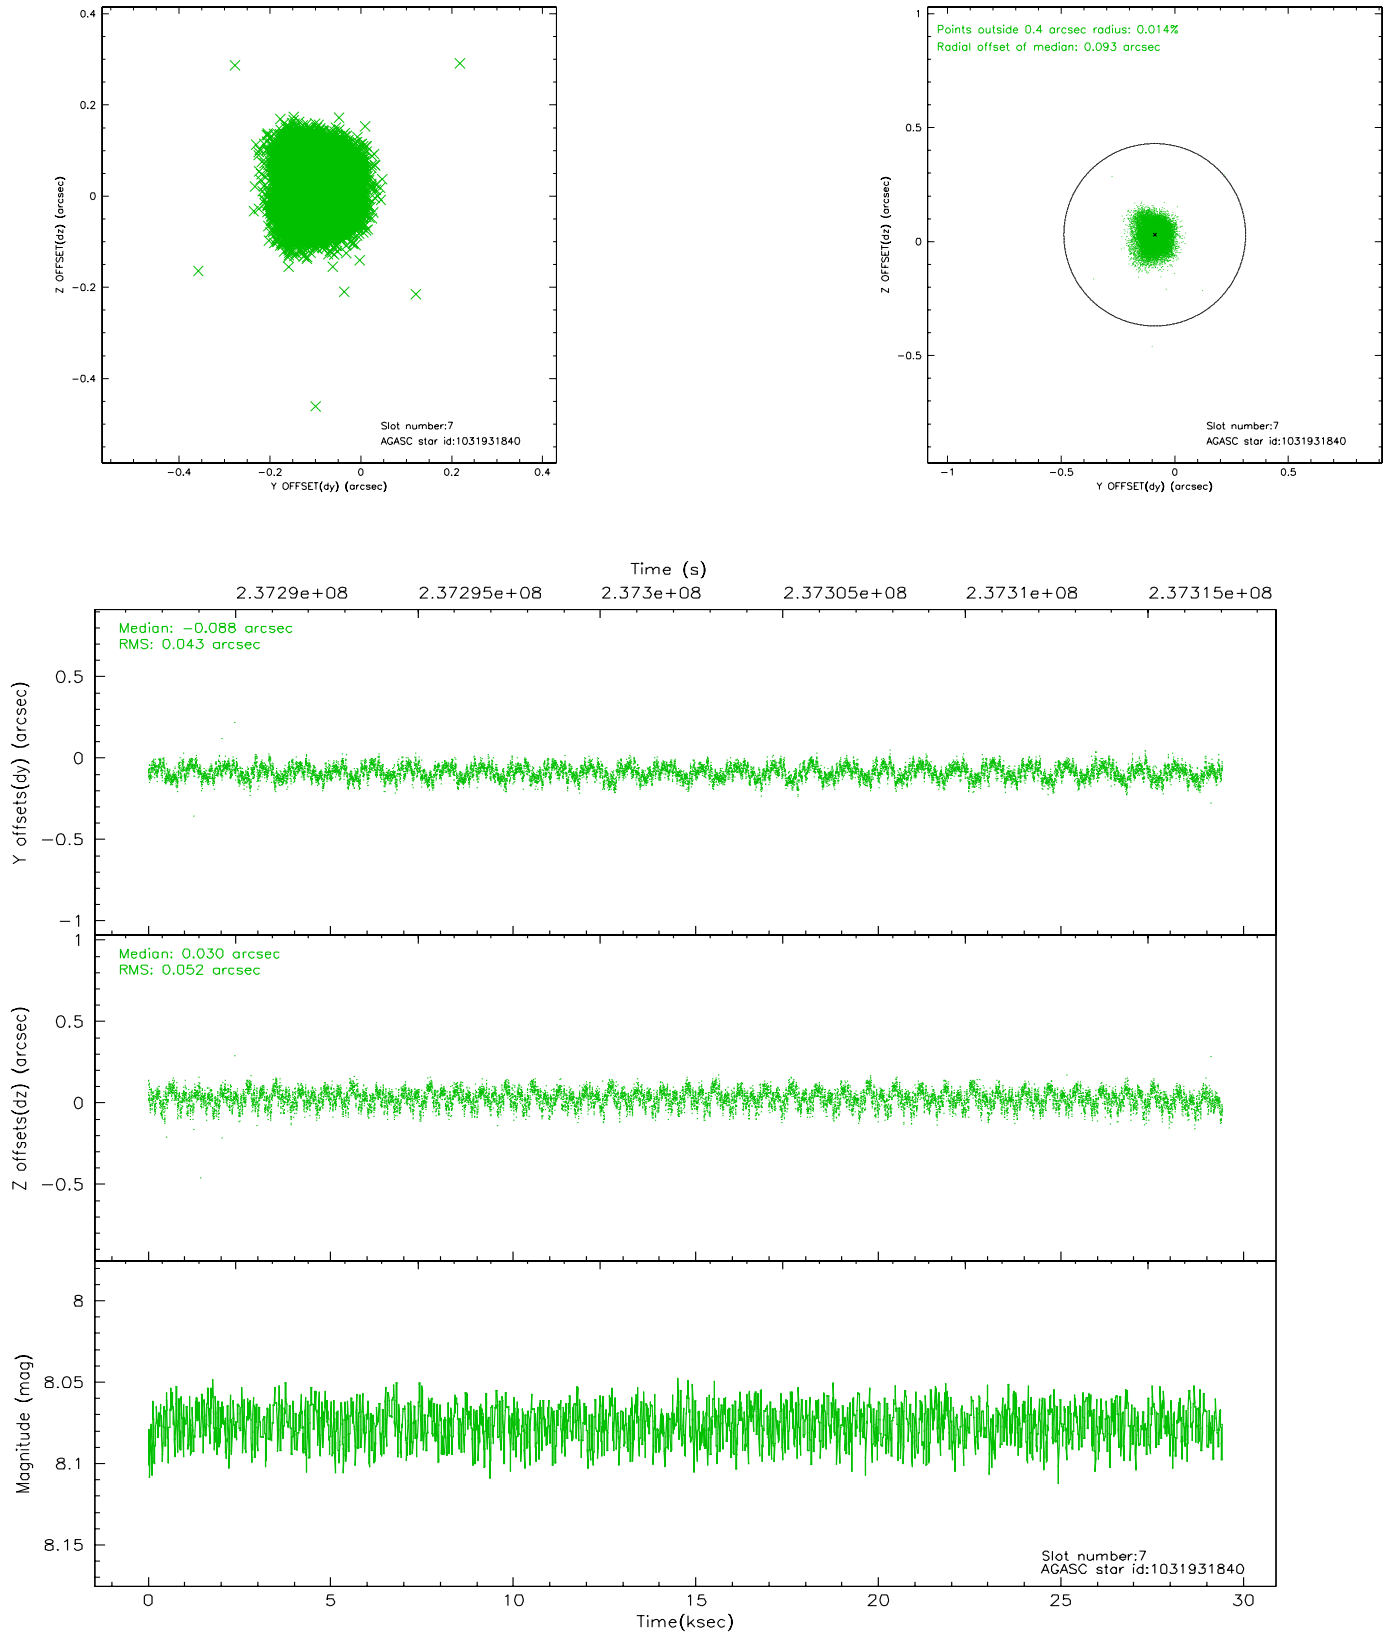 0.4
0.2
0
−0.2
−0.4
Z OFFSET(dz) (arcsec)
Slot number:7
AGASC star id:1031931840
−0.4
−0.2
0
0.2
0.4
Y OFFSET(dy) (arcsec)
Points outside 0.4 arcsec radius: 0.014%
Radial offset of median: 0.093 arcsec
1
0.5
0
−0.5
Z OFFSET(dz) (arcsec)
Slot number:7
AGASC star id:1031931840
−1
−0.5
0
0.5
Y OFFSET(dy) (arcsec)
Time (s)
2.3729e+08
2.37295e+08
2.373e+08
2.37305e+08
2.3731e+08
2.37315e+08
Median: −0.088 arcsec
RMS: 0.043 arcsec
0.5
0
−0.5
−1
Y offsets(dy) (arcsec)
Median: 0.030 arcsec
RMS: 0.052 arcsec
1
0.5
0
−0.5
Z offsets(dz) (arcsec)
8
8.05
8.1
8.15
Magnitude (mag)
Slot number:7
AGASC star id:1031931840
0
5
10
15
20
25
30
Time(ksec)